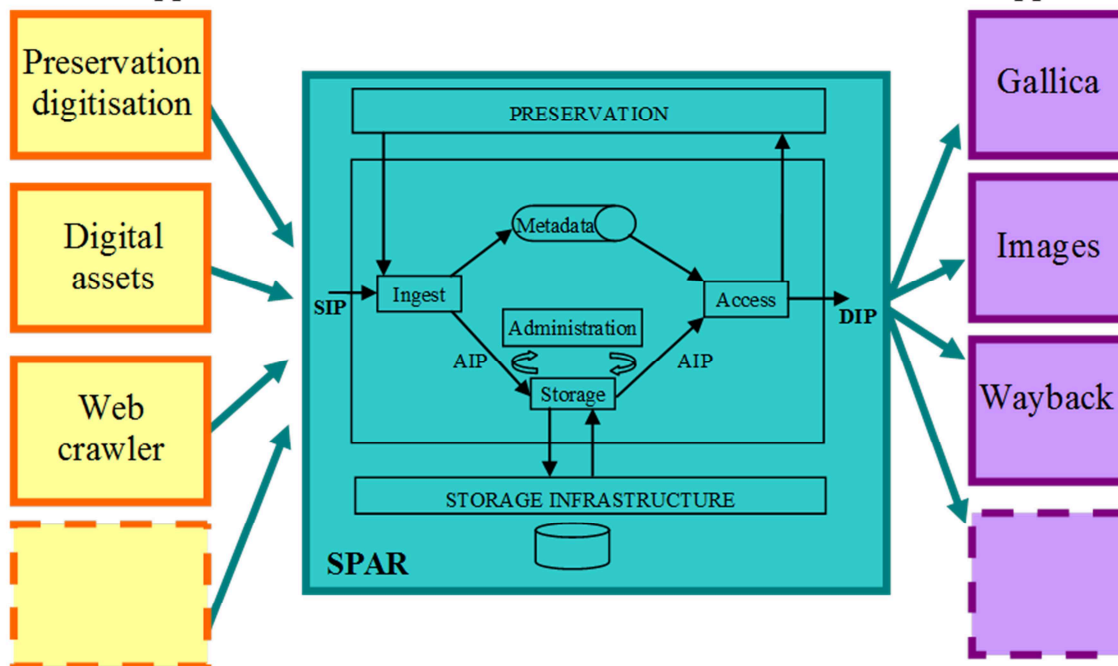 Preservation
digitisation
Digital
assets
Web
crawler
PRESERVATION
Metadata
SIP
Ingest
Access
DIP
Administration
AIP
AIP
Storage
STORAGE INFRASTRUCTURE
SPAR
Gallica
Images
Wayback